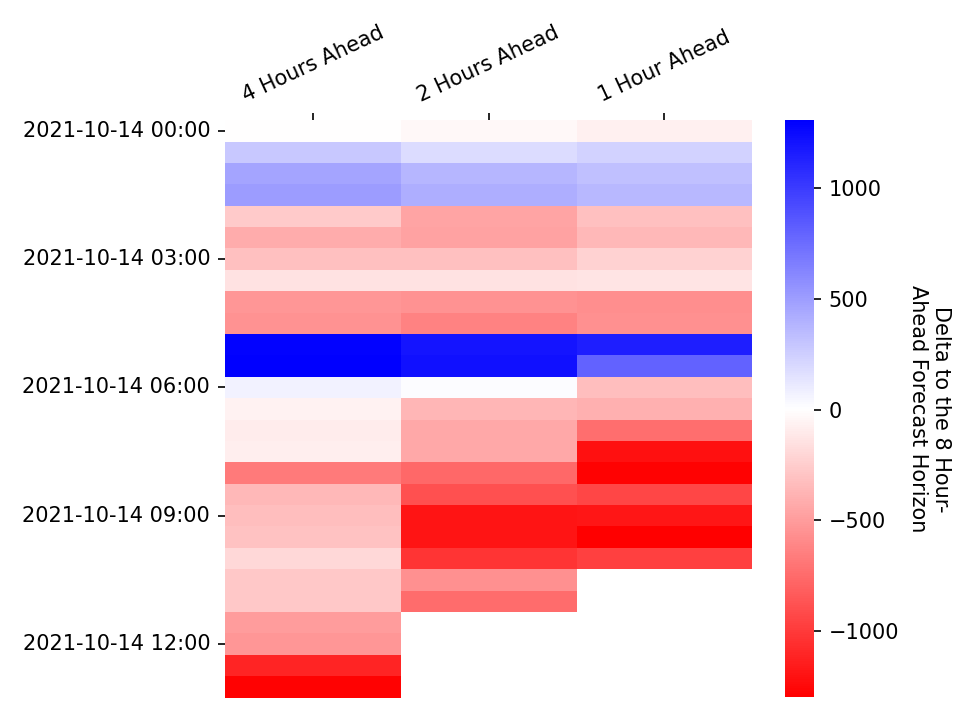 4 Hours Ahead
2 Hours Ahead
1 Hour Ahead
2021-10-14 00:00
2021-10-14 03:00
2021-10-14 06:00
2021-10-14 09:00
2021-10-14 12:00
1000
500
0
−500
−1000
Delta to the 8 Hour-
Ahead Forecast Horizon